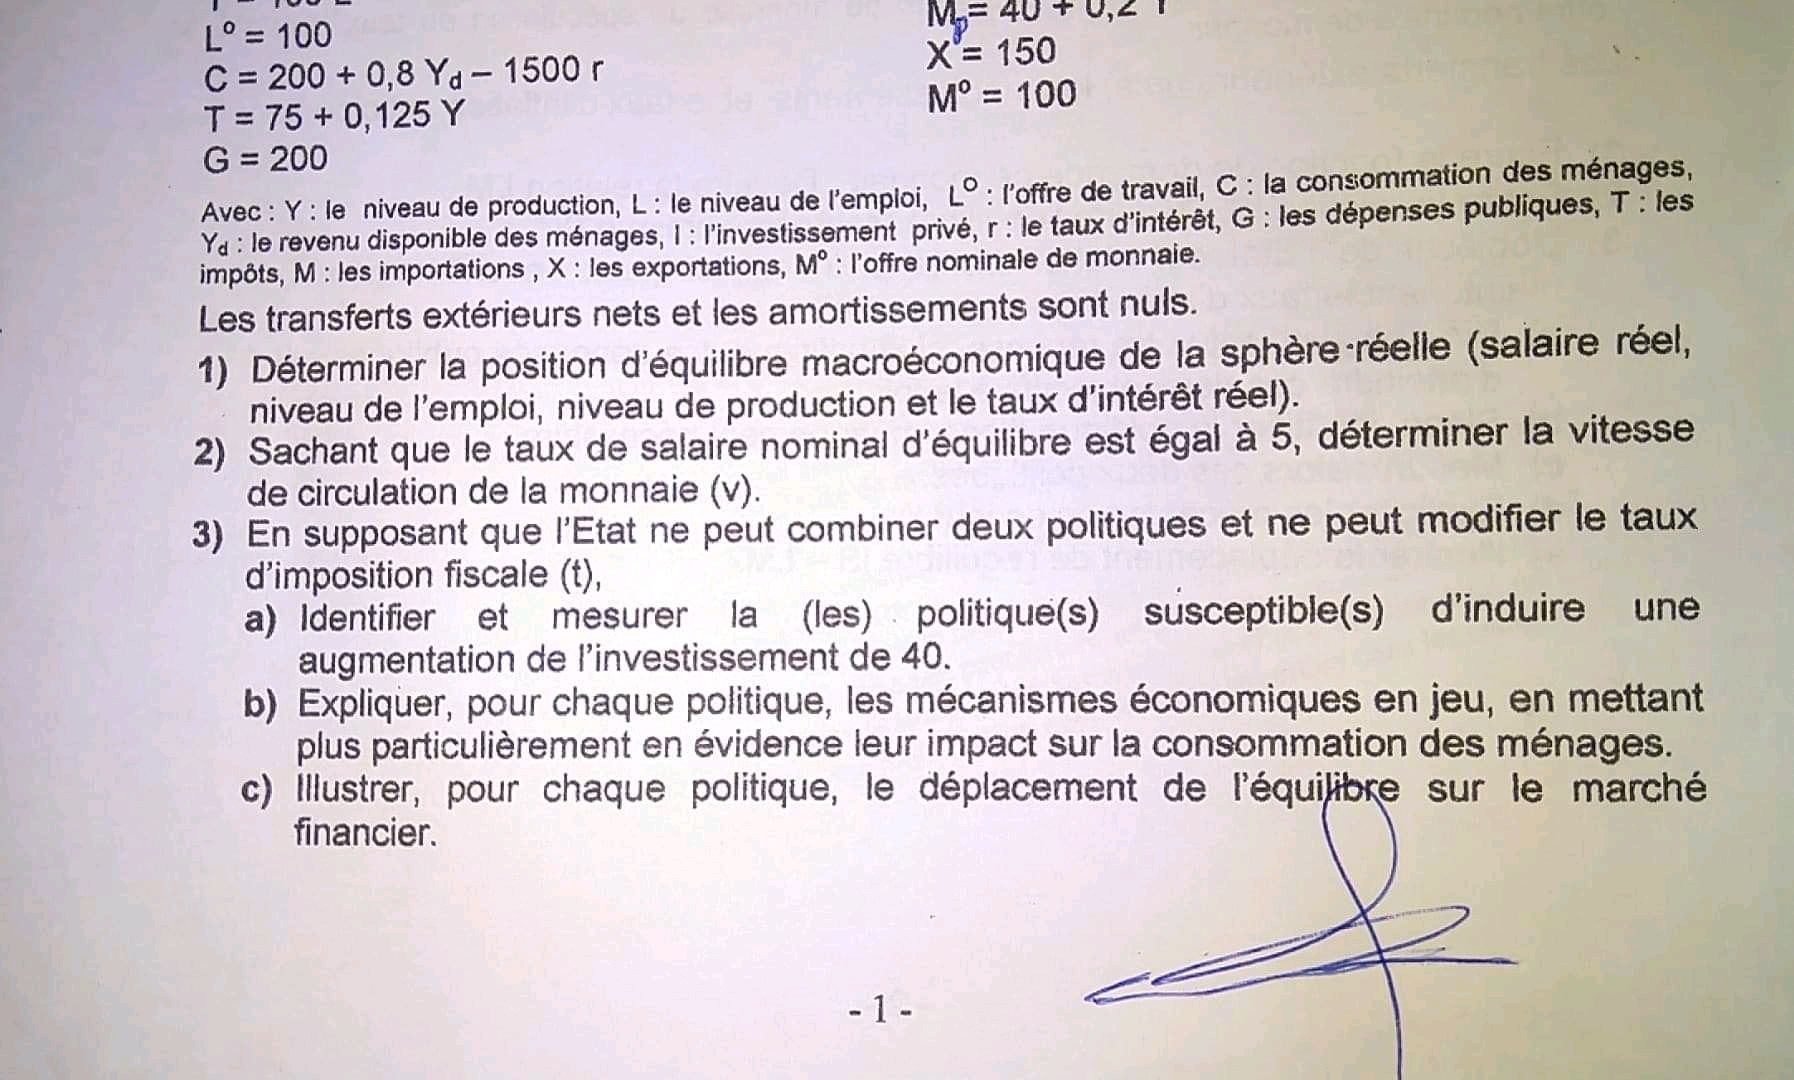 L° = 100
M = 40 + 0,2 Y
p
C = 200 + 0,8 Yd – 1500 r
X = 150
T = 75 + 0,125 Y
M° = 100
G = 200
Avec : Y : le niveau de production, L : le niveau de l'emploi, L° : l'offre de travail, C : la consommation des ménages,
Yd : le revenu disponible des ménages, I : l'investissement privé, r : le taux d'intérêt, G : les dépenses publiques, T : les
impôts, M : les importations , X : les exportations, M° : l'offre nominale de monnaie.
Les transferts extérieurs nets et les amortissements sont nuls.
1) Déterminer la position d'équilibre macroéconomique de la sphère réelle (salaire réel,
niveau de l'emploi, niveau de production et le taux d'intérêt réel).
2) Sachant que le taux de salaire nominal d'équilibre est égal à 5, déterminer la vitesse
de circulation de la monnaie (v).
3) En supposant que l'Etat ne peut combiner deux politiques et ne peut modifier le taux
d'imposition fiscale (t),
a) Identifier et mesurer la (les) politique(s) susceptible(s) d'induire une
augmentation de l'investissement de 40.
b) Expliquer, pour chaque politique, les mécanismes économiques en jeu, en mettant
plus particulièrement en évidence leur impact sur la consommation des ménages.
c) Illustrer, pour chaque politique, le déplacement de l'équilibre sur le marché
financier.
- 1 -